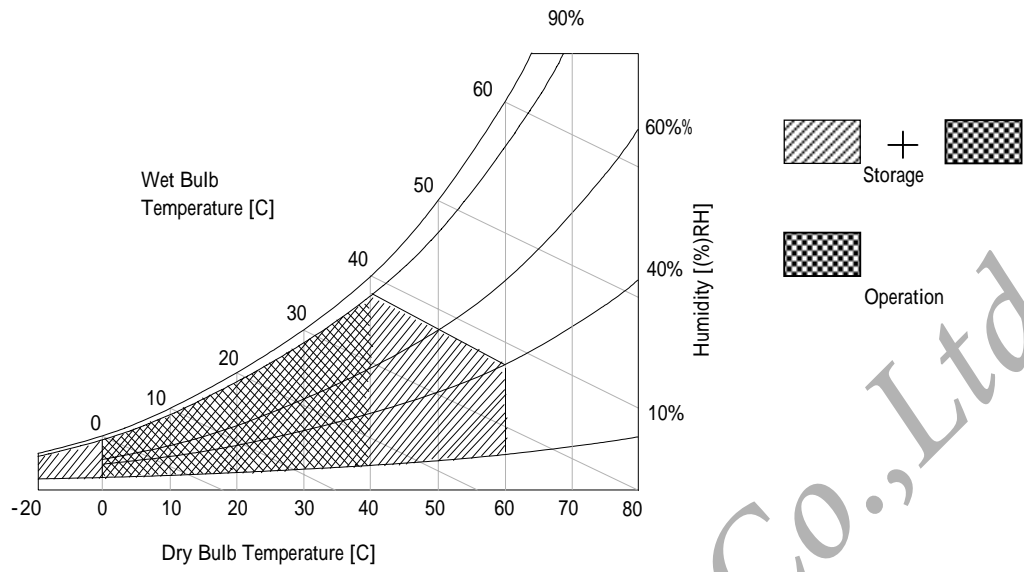 90%
60
60%%
Storage
Wet Bulb
Temperature [C]
50
40
40%
Humidity [(%)RH]
Operation
30
20
10
10%
0
-20 0 10 20 30 40 50 60 70 80
Dry Bulb Temperature [C]
Co.,Ltd